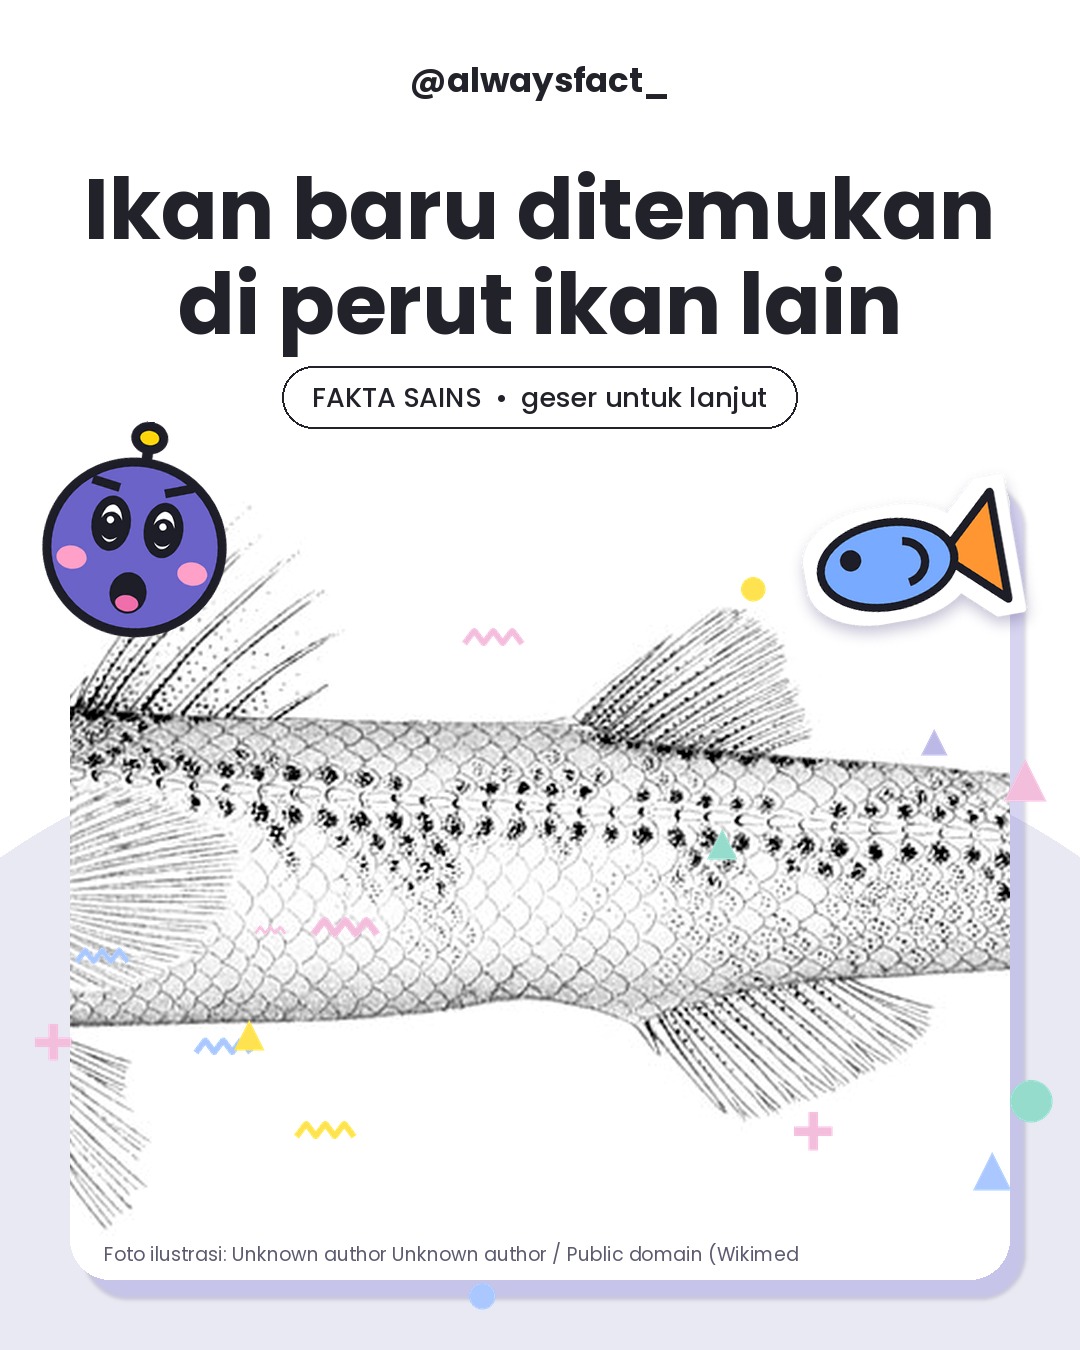 @alwaysfact_
Ikan baru ditemukan
di perut ikan lain
FAKTA SAINS • geser untuk lanjut
Foto ilustrasi: Unknown author Unknown author / Public domain (Wikimed